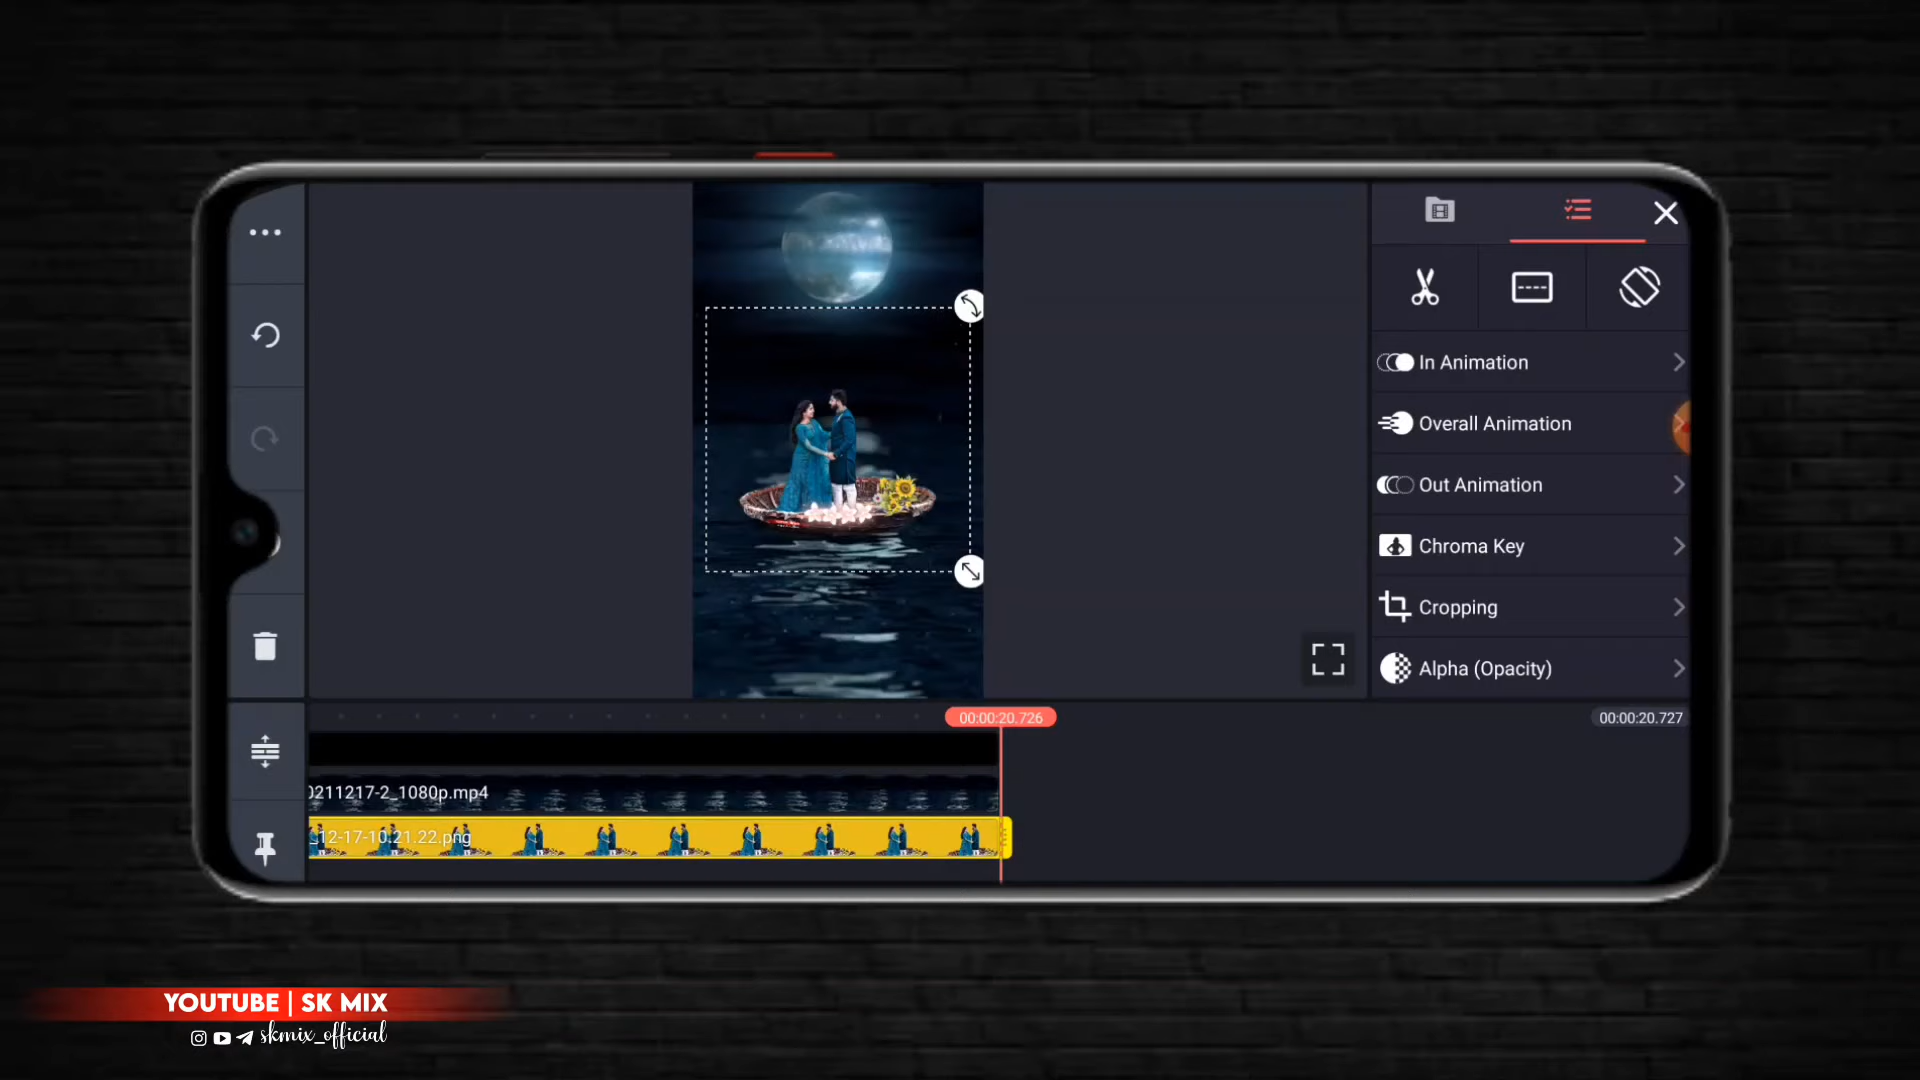 In Animation
Overall Animation
Out Animation
Chroma Key
Cropping
Alpha (Opacity)
00:00:20.726
00:00:20.727
0211217-2_1080p.mp4
_12-17-10.21.22.png
YOUTUBE | SK MIX
skmix_official